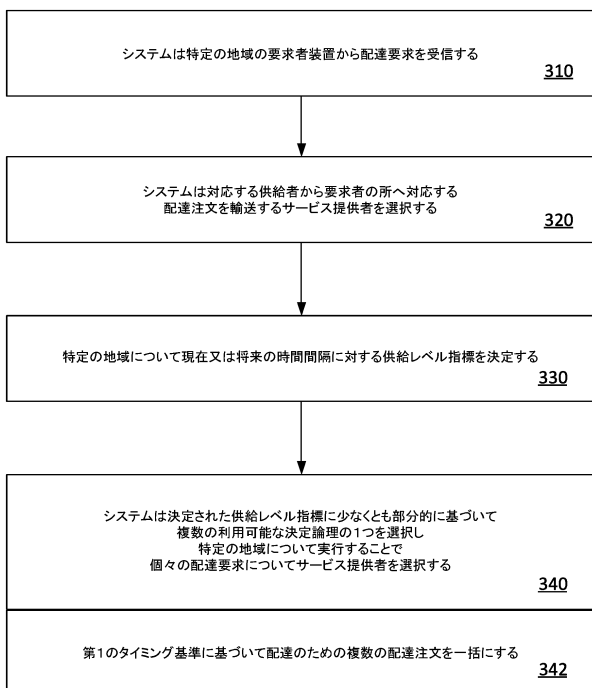 システムは特定の地域の要求者装置から配達要求を受信する
310
システムは対応する供給者から要求者の所へ対応する
配達注文を輸送するサービス提供者を選択する
320
特定の地域について現在又は将来の時間間隔に対する供給レベル指標を決定する
330
システムは決定された供給レベル指標に少なくとも部分的に基づいて
複数の利用可能な決定論理の1つを選択し
特定の地域について実行することで
個々の配達要求についてサービス提供者を選択する
340
第1のタイミング基準に基づいて配達のための複数の配達注文を一括にする
342